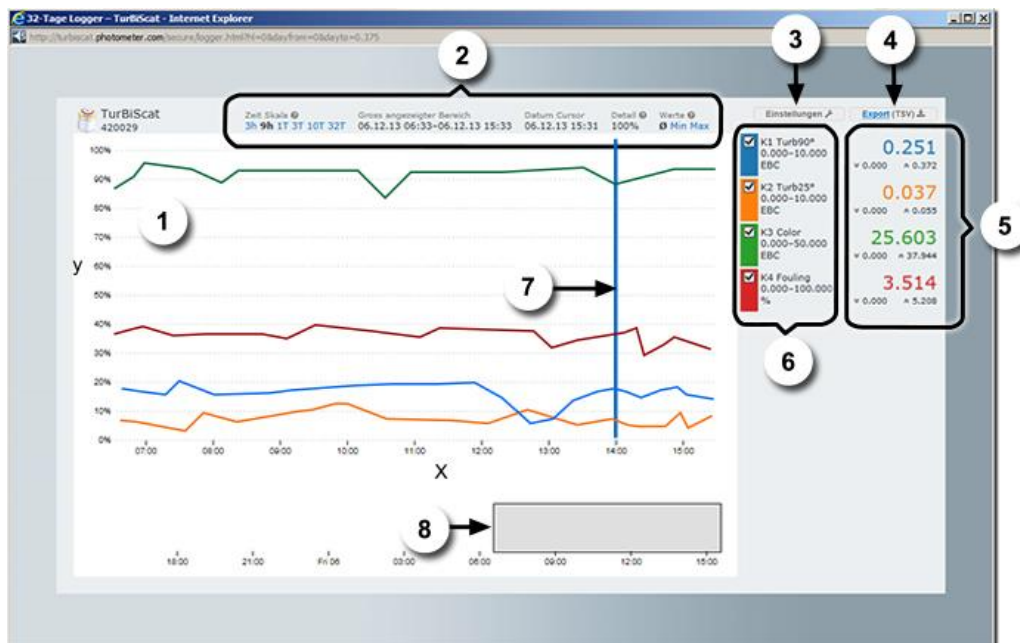 32-Tage Logger – TurBiScat - Internet Explorer
http://turbiscat.photometer.com/secure/logger.html?hl=0&dayfrom=0&dayto=0.375
2
3
4
TurBiScat
420029
Zeit Skale
3h 9h 1T 3T 10T 32T
Gross angezeigter Bereich
06.12.13 06:33–06.12.13 15:33
Datum Cursor
06.12.13 15:31
Detail
100%
Werte
Ø Min Max
Einstellungen
Export (TSV)
100%
90%
80%
70%
60%
50%
40%
30%
20%
10%
0%
y
1
7
07:00 08:00 09:00 10:00 11:00 12:00 13:00 14:00 15:00
X
K1 Turb90°
0.000–10.000
EBC
0.251
0.000 0.372
K2 Turb25°
0.000–10.000
EBC
0.037
0.000 0.055
K3 Color
0.000–50.000
EBC
25.603
0.000 37.944
K4 Fouling
0.000–100.000
%
3.514
0.000 5.208
5
6
8
18:00 21:00 Fri 06 03:00 06:00 09:00 12:00 15:00